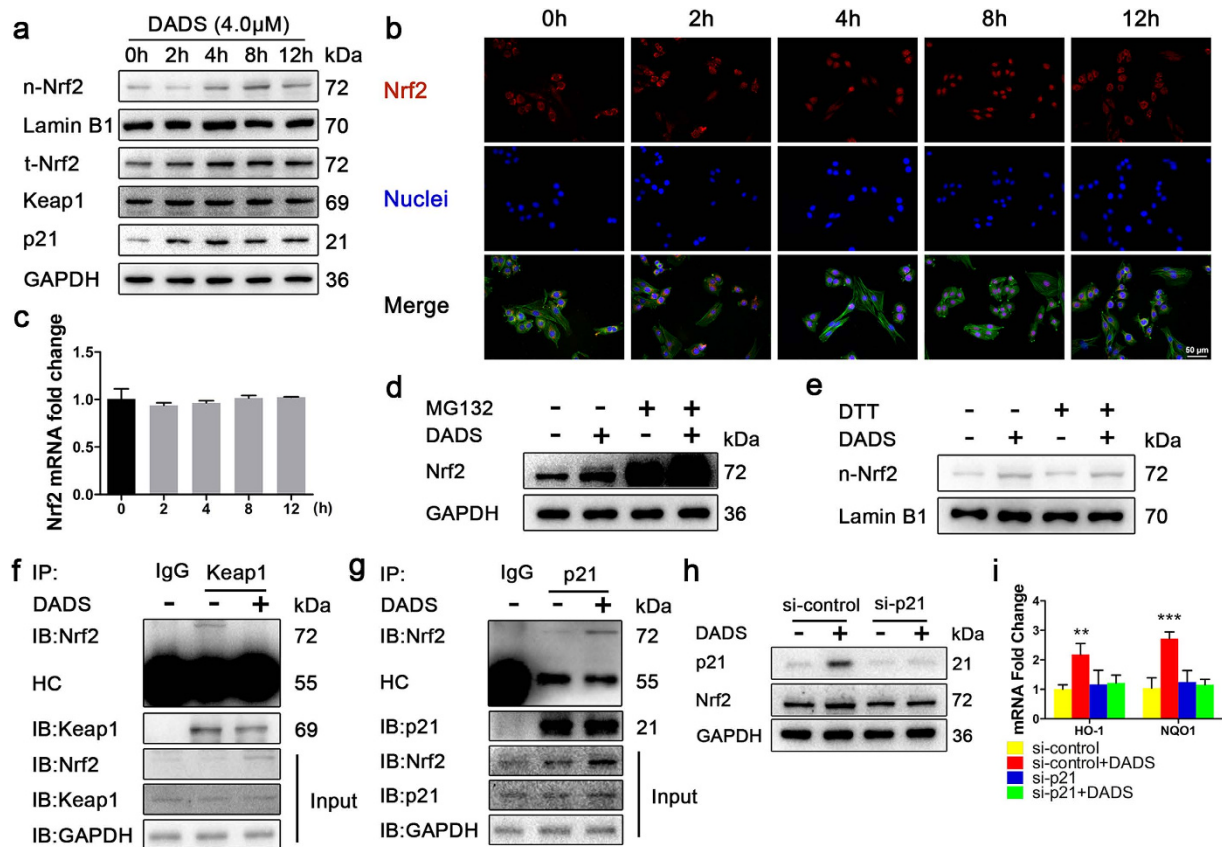 a
DADS (4.0μM)
0h 2h 4h 8h 12h kDa
n-Nrf2 72
Lamin B1 70
t-Nrf2 72
Keap1 69
p21 21
GAPDH 36
b
0h 2h 4h 8h 12h
Nrf2
Nuclei
Merge
50 μm
c
Nrf2 mRNA fold change
1.5
1.0
0.5
0.0
0 2 4 8 12 (h)
d
MG132 - - + +
DADS - + - + kDa
Nrf2 72
GAPDH 36
e
DTT - - + +
DADS - + - + kDa
n-Nrf2 72
Lamin B1 70
f
IP: IgG Keap1
DADS - - + kDa
IB:Nrf2 72
HC 55
IB:Keap1 69
IB:Nrf2
IB:Keap1
IB:GAPDH
Input
g
IP: IgG p21
DADS - - + kDa
IB:Nrf2 72
HC 55
IB:p21 21
IB:Nrf2
IB:p21
IB:GAPDH
Input
h
si-control si-p21
DADS - + - + kDa
p21 21
Nrf2 72
GAPDH 36
i
mRNA Fold Change
4
3
2
1
0
** ***
HO-1 NQO1
si-control
si-control+DADS
si-p21
si-p21+DADS